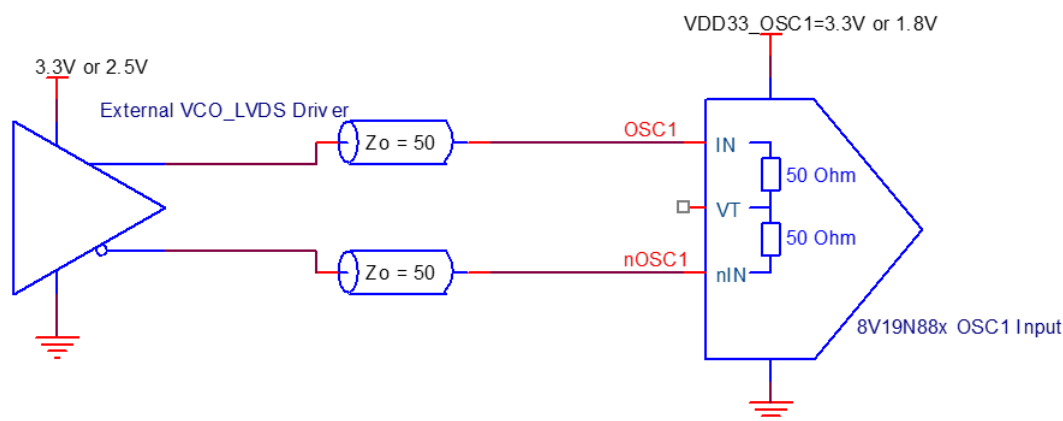 VDD33_OSC1=3.3V or 1.8V
3.3V or 2.5V
External VCO_LVDS Driver
Zo = 50
OSC1
IN
50 Ohm
VT
50 Ohm
Zo = 50
nOSC1
nIN
8V19N88x OSC1 Input